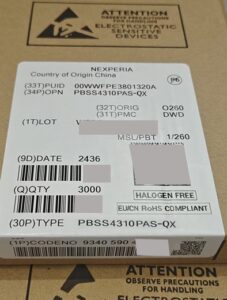 ATTENTION
OBSERVE PRECAUTIONS
FOR HANDLING
ELECTROSTATIC
SENSITIVE
DEVICES
NEXPERIA
Country of Origin China
(33T)PUID 00WWFPE3801320A
(34P)OPN PBSS4310PAS-QX
(32T)ORIG O260
(31T)PMC DWD
(1T)LOT
MSL/PBT 1/260
(9D)DATE 2436
(Q)QTY 3000
HALOGEN FREE
EU/CN RoHS COMPLIANT
(30P)TYPE PBSS4310PAS-QX
(1P)CODENO 9340 590
ATTENTION
OBSERVE PRECAUTIONS
FOR HANDLING
ELECTROSTATIC